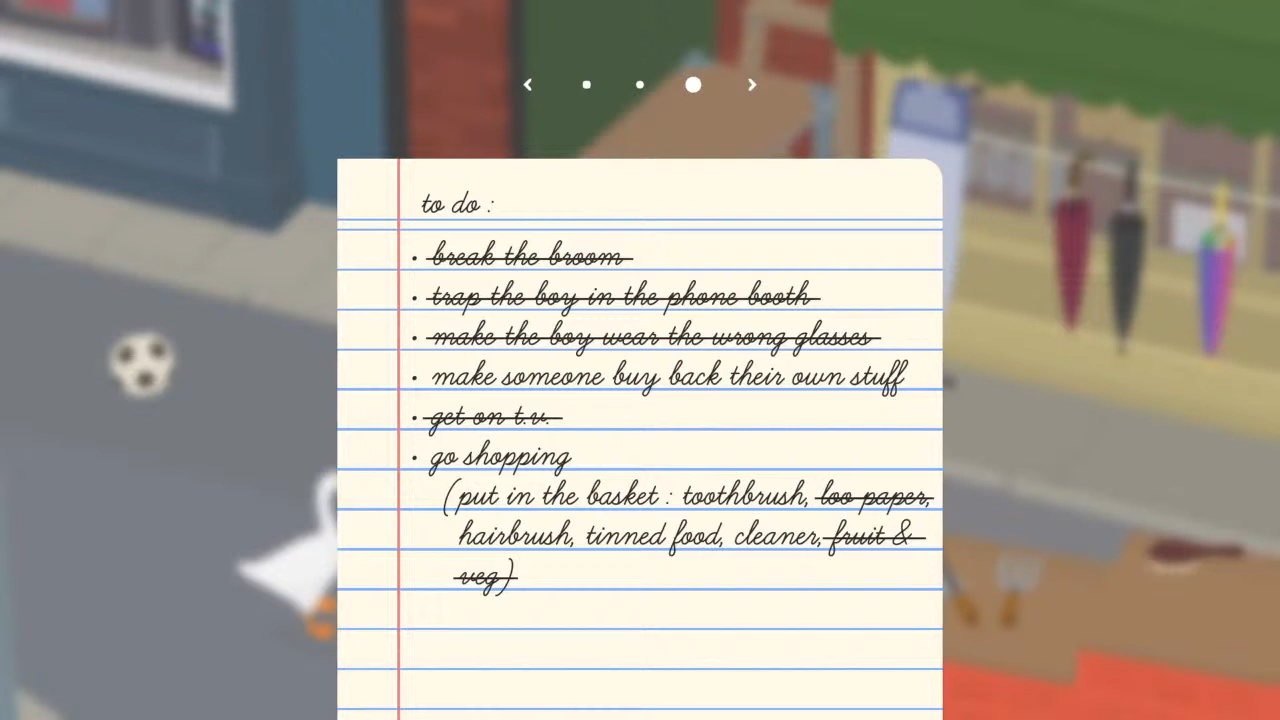 to do :
• break the broom
• trap the boy in the phone booth
• make the boy wear the wrong glasses
• make someone buy back their own stuff
• get on t.v.
• go shopping
(put in the basket : toothbrush, loo paper,
hairbrush, tinned food, cleaner, fruit &
veg)